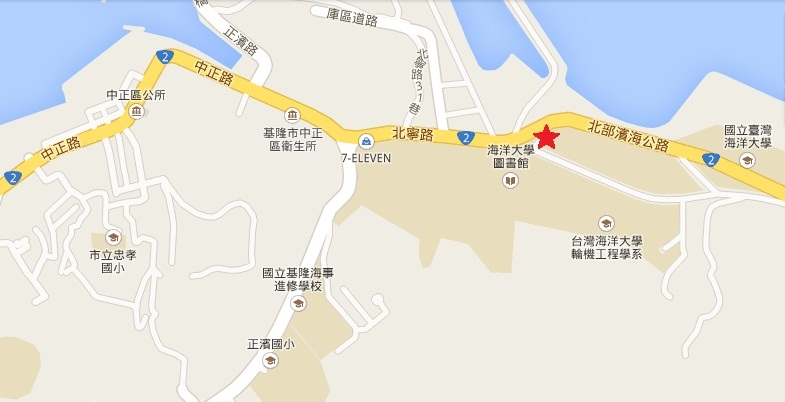 庫區道路
正濱路
北寧路31巷
2
中正路
中正區公所
國立臺灣
海洋大學
北部濱海公路
2
基隆市中正
區衛生所
7-ELEVEN
北寧路
2
海洋大學
圖書館
中正路
2
市立忠孝
國小
台灣海洋大學
輪機工程學系
國立基隆海事
進修學校
正濱國小